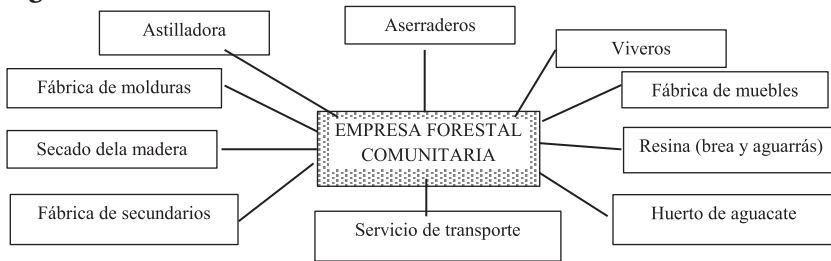 Astilladora
Aserraderos
Viveros
Fábrica de molduras
Fábrica de muebles
EMPRESA FORESTAL
COMUNITARIA
Secado dela madera
Resina (brea y aguarrás)
Fábrica de secundarios
Servicio de transporte
Huerto de aguacate